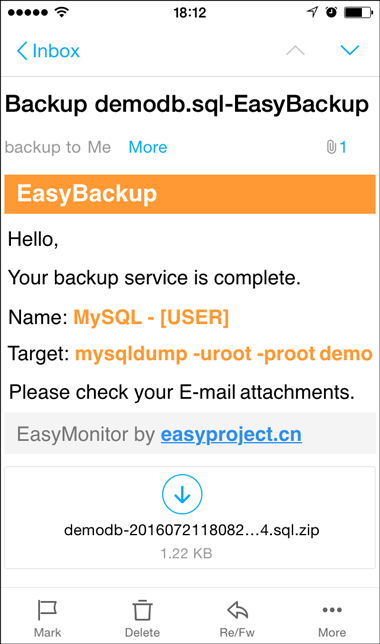 18:12
Inbox
Backup demodb.sql-EasyBackup
backup to Me More 1
EasyBackup
Hello,
Your backup service is complete.
Name: MySQL - [USER]
Target: mysqldump -uroot -proot demo
Please check your E-mail attachments.
EasyMonitor by easyproject.cn
demodb-2016072118082...4.sql.zip
1.22 KB
Mark Delete Re/Fw More